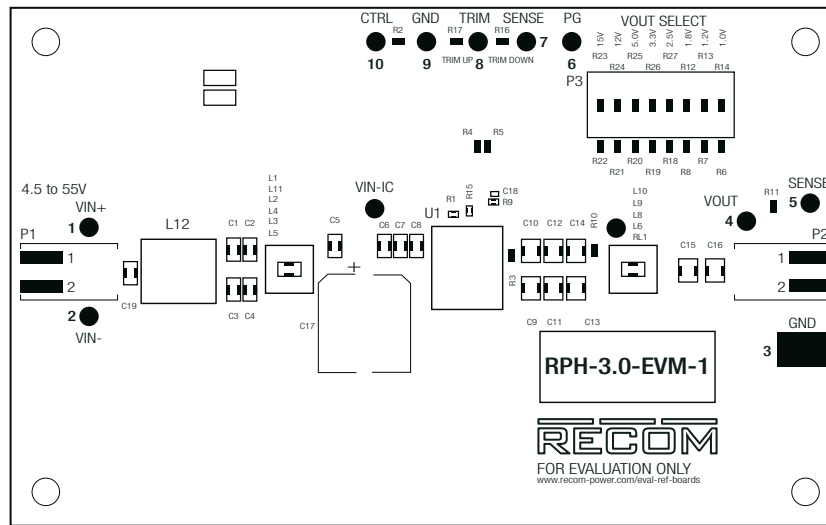 CTRL GND TRIM SENSE PG VOUT SELECT
R2 R17 R16
15V 12V 5.0V 3.3V 2.5V 1.8V 1.2V 1.0V
10 9 8 7 6
TRIM UP TRIM DOWN
R23 R25 R27 R13
R24 R26 R12 R14
P3
R22 R20 R18 R7
R21 R19 R8 R6
R4 R5
4.5 to 55V
VIN+
1
P1
1
2
2
VIN-
C19
L12
C1 C2
C3 C4
L1
L11
L2
L4
L3
L5
C5
+
C17
VIN-IC
C6 C7 C8
U1
R1 R15 C18
R9
R3
C10 C12 C14
C9 C11 C13
R10
L10
L9
L8
L6
RL1
C15 C16
VOUT
4
R11
SENSE
5
P2
1
2
GND
3
RPH-3.0-EVM-1
RECOM
FOR EVALUATION ONLY
www.recom-power.com/eval-ref-boards